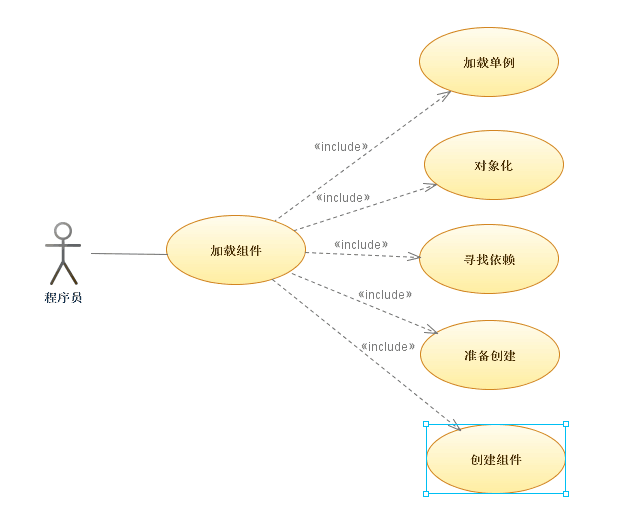 加载单例
«include»
对象化
«include»
程序员
加载组件
«include»
寻找依赖
«include»
准备创建
«include»
创建组件